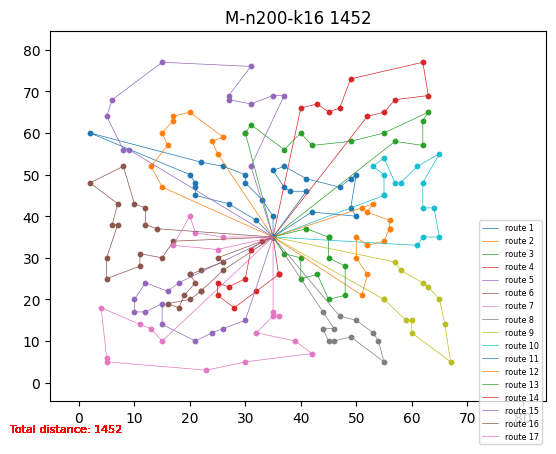 M-n200-k16 1452
80
70
60
50
40
30
20
10
0
0
10
20
30
40
50
60
70
80
route 1
route 2
route 3
route 4
route 5
route 6
route 7
route 8
route 9
route 10
route 11
route 12
route 13
route 14
route 15
route 16
route 17
Total distance: 1452